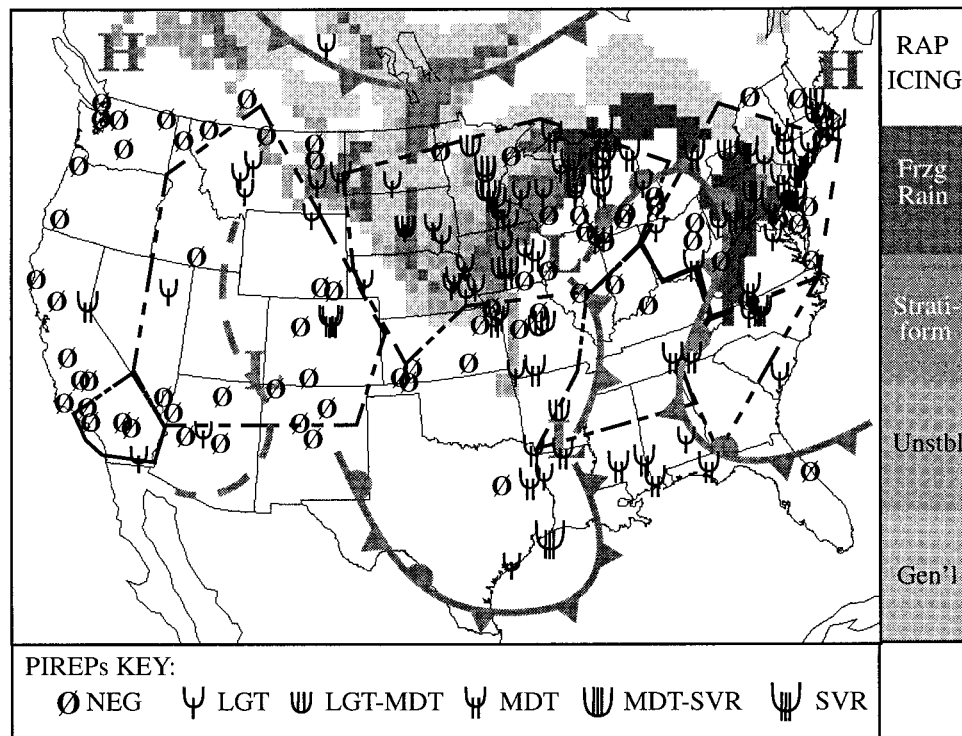 H
H
RAP
ICING
Frzg
Rain
Strati-
form
Unstbl
Gen'l
L
L
L
PIREPs KEY:
Ø NEG LGT LGT-MDT MDT MDT-SVR SVR